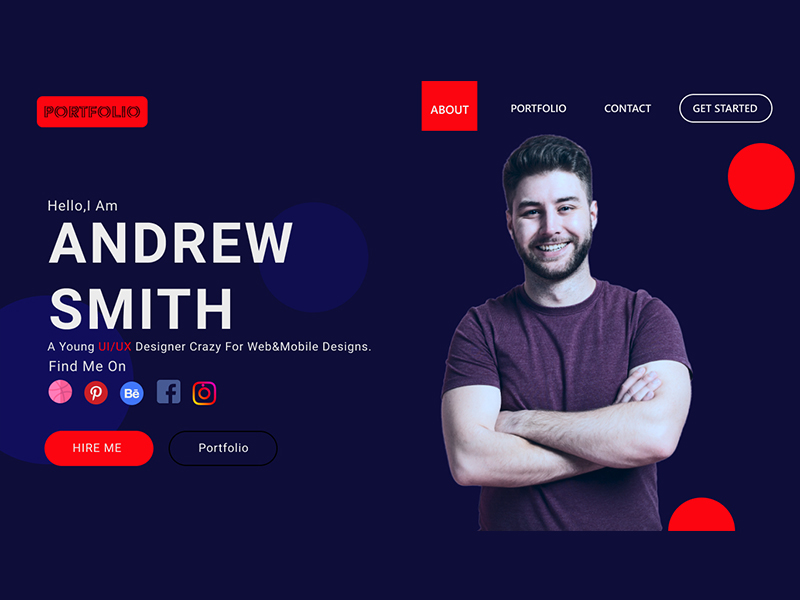 PORTFOLIO
ABOUT
PORTFOLIO
CONTACT
GET STARTED
Hello,I Am
ANDREW
SMITH
A Young UI/UX Designer Crazy For Web&Mobile Designs.
Find Me On
Bē
HIRE ME
Portfolio